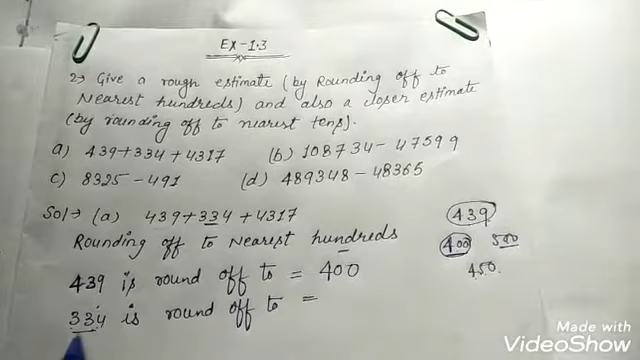 EX-1.3
2→ Give a rough estimate (by Rounding off to
Nearest hundreds) and also a closer estimate
(by rounding off to nearest tens).
a) 439+334+4317 (b) 108734-47599
c) 8325-491 (d) 489348-48365
Sol→ (a) 439+334+4317
Rounding off to Nearest hundreds
439 is round off to = 400
334 is round off to =
439
400 500
450.
Made with
VideoShow